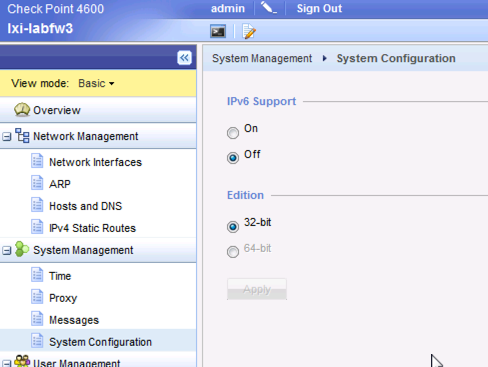 Check Point 4600
admin
Sign Out
lxi-labfw3
System Management
System Configuration
View mode: Basic
Overview
Network Management
Network Interfaces
ARP
Hosts and DNS
IPv4 Static Routes
System Management
Time
Proxy
Messages
System Configuration
User Management
IPv6 Support
On
Off
Edition
32-bit
64-bit
Apply